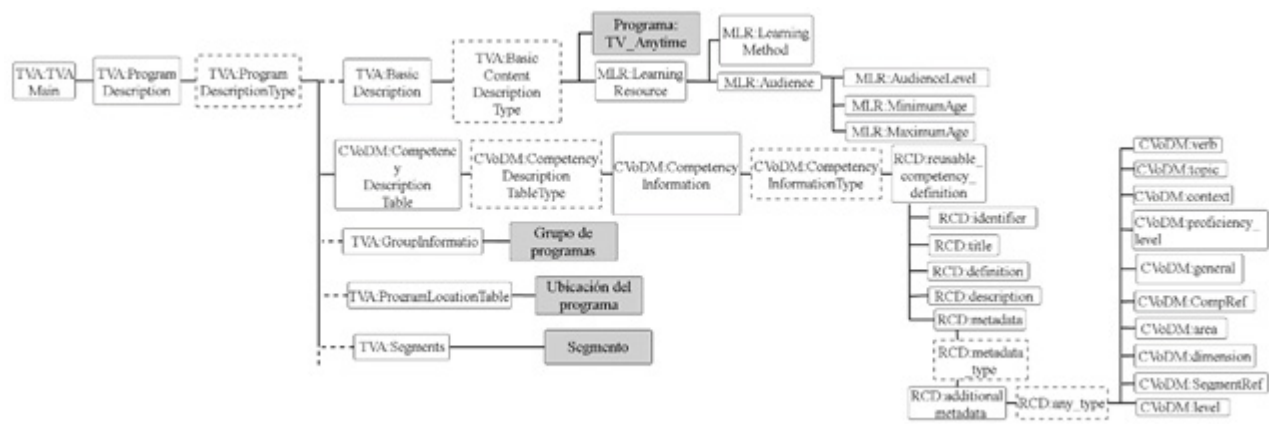 TVA:TVA
Main
TVA:Program
Description
TVA:Program
DescriptionType
TVA:Basic
Description
TVA:Basic
Content
Description
Type
Programa:
TV_Anytime
MLR:Learning
Resource
MLR:Learning
Method
MLR:Audience
MLR:AudienceLevel
MLR:MinimumAge
MLR:MaximumAge
CVoDM:Competenc
y
Description
Table
CVoDM:Competency
Description
TableType
CVoDM:Competency
Information
CVoDM:Competency
InformationType
RCD:reusable_
competency_
definition
RCD:identifier
RCD:title
RCD:definition
RCD:description
RCD:metadata
RCD:metadata
_type
RCD:additional
metadata
RCD:any_type
CVoDM:verb
CVoDM:topic
CVoDM:context
CVoDM:proficiency_
level
CVoDM:general
CVoDM:CompRef
CVoDM:area
CVoDM:dimension
CVoDM:SegmentRef
CVoDM:level
TVA:GroupInformatio
Grupo de
programas
TVA:ProgramLocationTable
Ubicación del
programa
TVA:Segments
Segmento